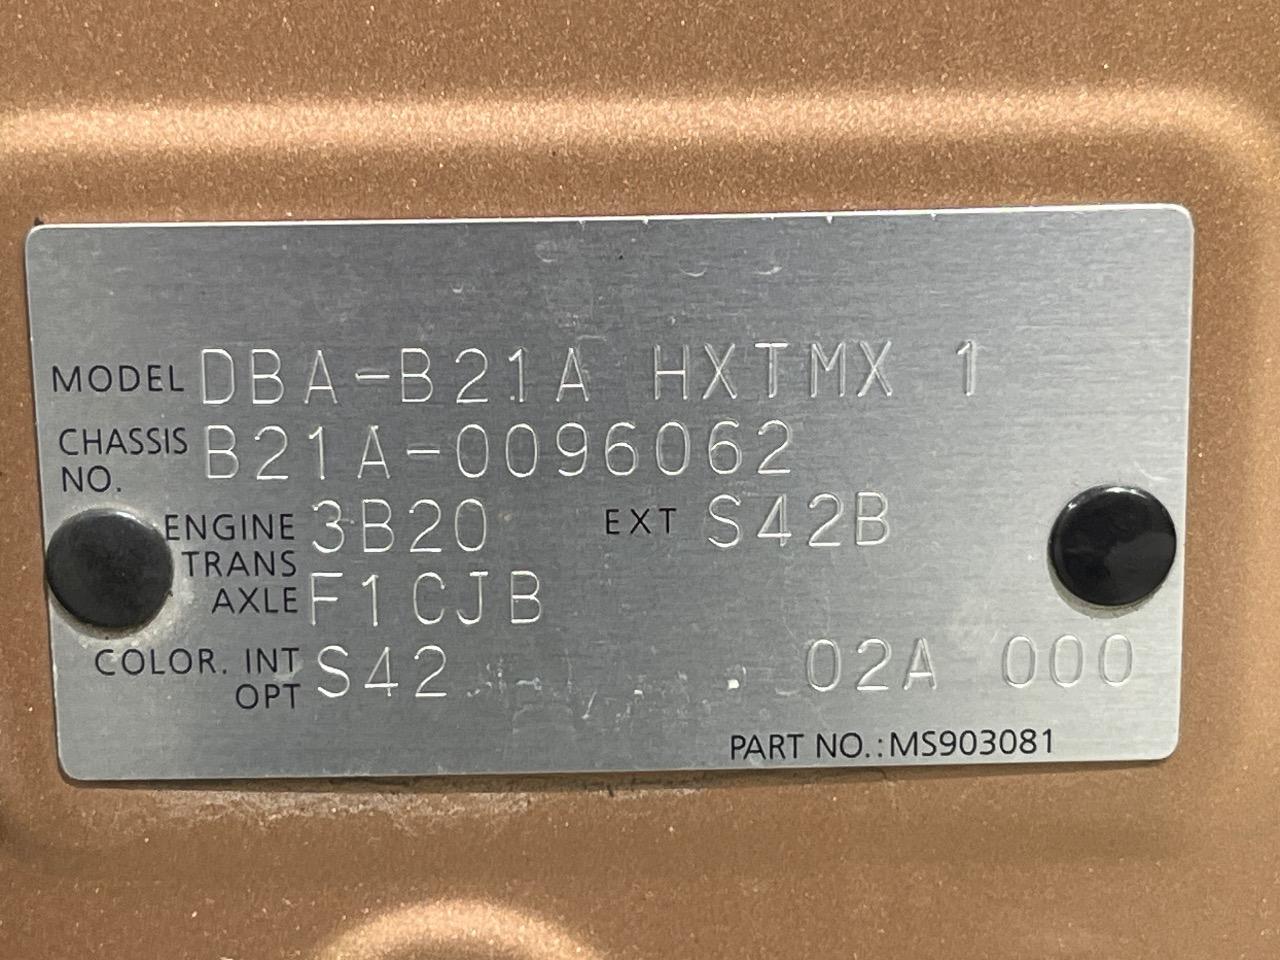 MODEL DBA-B21A HXTMX 1
CHASSIS NO. B21A-0096062
ENGINE 3B20 EXT S42B
TRANS AXLE F1CJB
COLOR. INT OPT S42 02A 000
PART NO.:MS903081